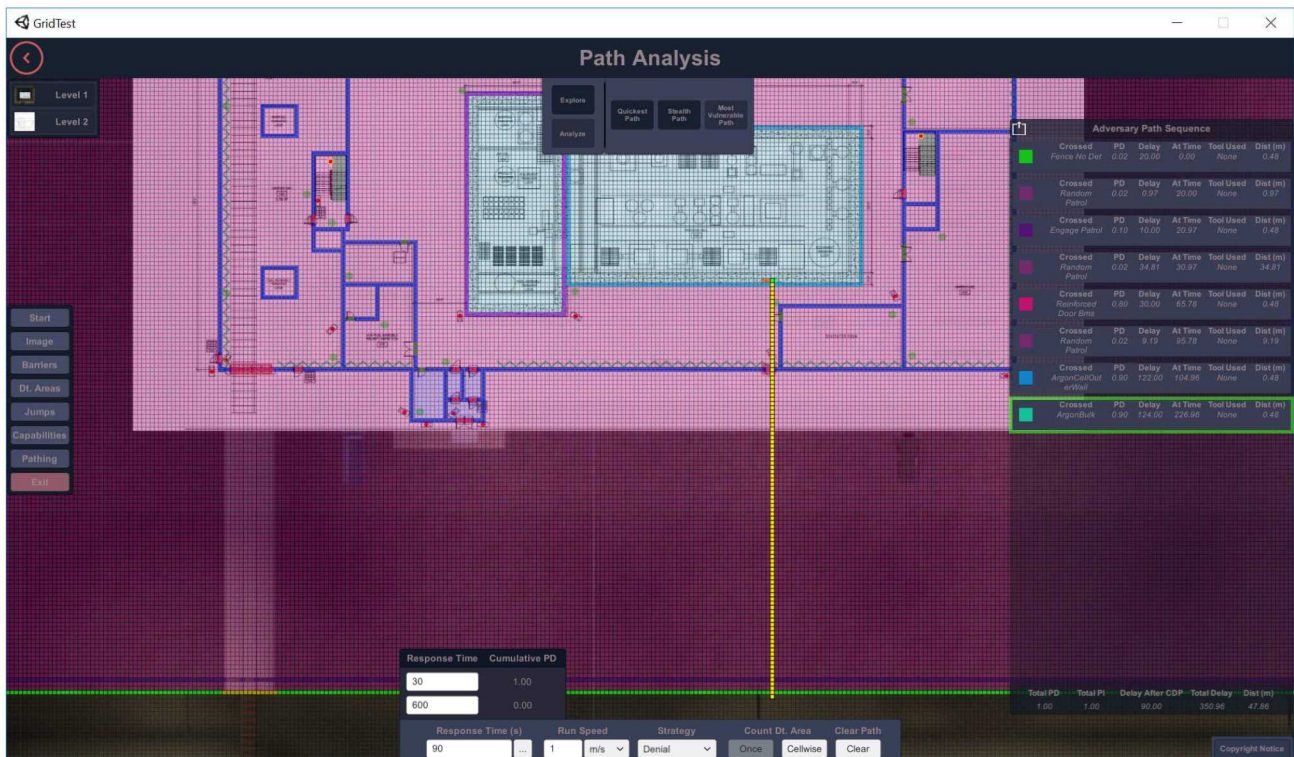 GridTest
Path Analysis
Level 1
Level 2
Explore
Analyze
Quickest
Path
Stealth
Path
Most
Vulnerable
Path
Start
Image
Barriers
Dt. Areas
Jumps
Capabilities
Pathing
Exit
Adversary Path Sequence
Crossed PD Delay At Time Tool Used Dist (m)
Fence No Det 0.02 20.00 0.00 None 0.48
Crossed PD Delay At Time Tool Used Dist (m)
Random 0.02 0.97 20.00 None 0.97
Patrol
Crossed PD Delay At Time Tool Used Dist (m)
Engage Patrol 0.10 10.00 20.97 None 0.48
Crossed PD Delay At Time Tool Used Dist (m)
Random 0.02 34.81 30.97 None 34.81
Patrol
Crossed PD Delay At Time Tool Used Dist (m)
Reinforced 0.80 30.00 65.78 None 0.48
Door Bms
Crossed PD Delay At Time Tool Used Dist (m)
Random 0.02 9.19 95.78 None 9.19
Patrol
Crossed PD Delay At Time Tool Used Dist (m)
ArgonCellOut 0.90 122.00 104.96 None 0.48
erWall
Crossed PD Delay At Time Tool Used Dist (m)
ArgonBulk 0.90 124.00 226.96 None 0.48
Total PD Total PI Delay After CDP Total Delay Dist (m)
1.00 1.00 90.00 350.96 47.86
Response Time Cumulative PD
30 1.00
600 0.00
Response Time (s) Run Speed Strategy Count Dt. Area Clear Path
90 ... 1 m/s Denial Once Cellwise Clear
Copyright Notice